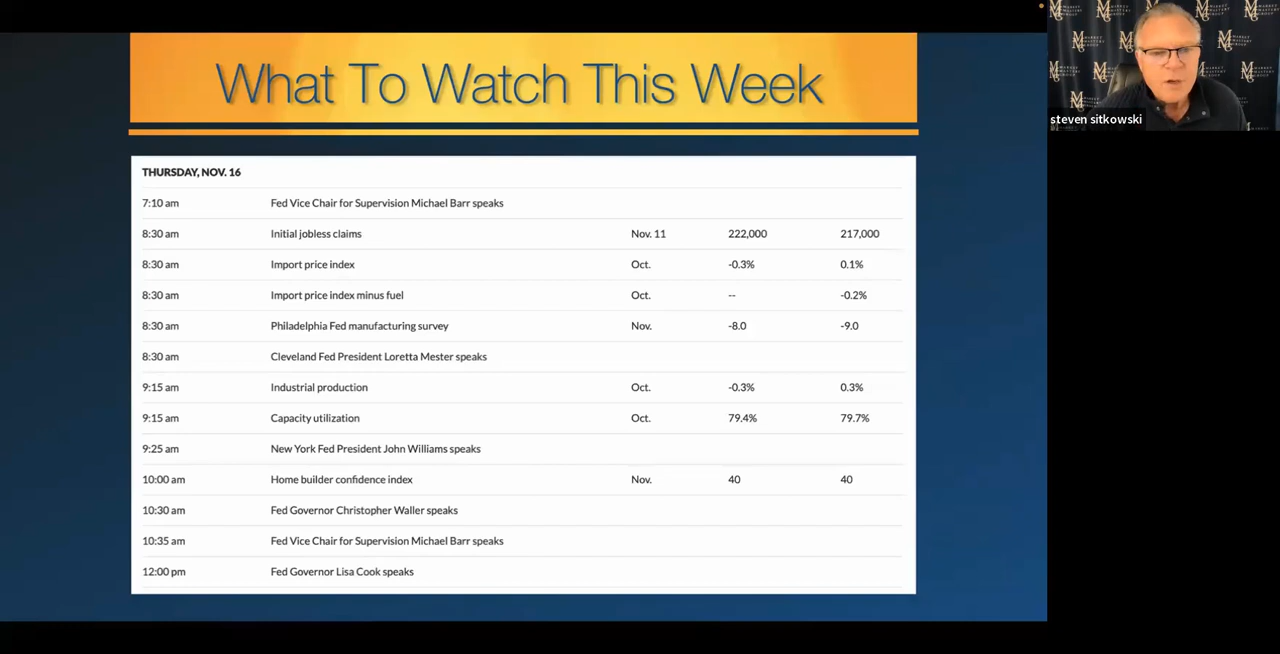 What To Watch This Week
steven sitkowski
THURSDAY, NOV. 16
7:10 am Fed Vice Chair for Supervision Michael Barr speaks
8:30 am Initial jobless claims Nov. 11 222,000 217,000
8:30 am Import price index Oct. -0.3% 0.1%
8:30 am Import price index minus fuel Oct. -- -0.2%
8:30 am Philadelphia Fed manufacturing survey Nov. -8.0 -9.0
8:30 am Cleveland Fed President Loretta Mester speaks
9:15 am Industrial production Oct. -0.3% 0.3%
9:15 am Capacity utilization Oct. 79.4% 79.7%
9:25 am New York Fed President John Williams speaks
10:00 am Home builder confidence index Nov. 40 40
10:30 am Fed Governor Christopher Waller speaks
10:35 am Fed Vice Chair for Supervision Michael Barr speaks
12:00 pm Fed Governor Lisa Cook speaks